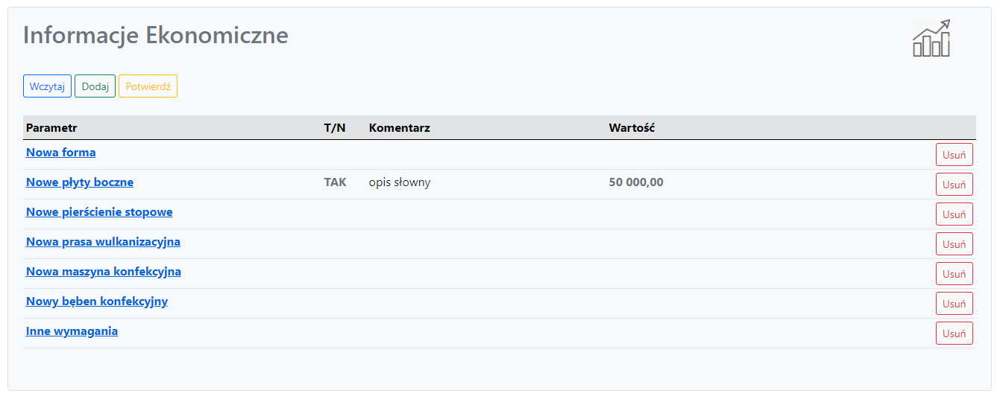 Informacje Ekonomiczne
Wczytaj Dodaj Potwierdź
Parametr T/N Komentarz Wartość
Nowa forma Usuń
Nowe płyty boczne TAK opis słowny 50 000,00 Usuń
Nowe pierścienie stopowe Usuń
Nowa prasa wulkanizacyjna Usuń
Nowa maszyna konfekcyjna Usuń
Nowy bęben konfekcyjny Usuń
Inne wymagania Usuń